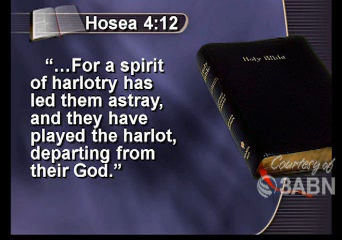 Hosea 4:12
“…For a spirit
of harlotry has
led them astray,
and they have
played the harlot,
departing from
their God.”
Holy Bible
Courtesy of
3ABN